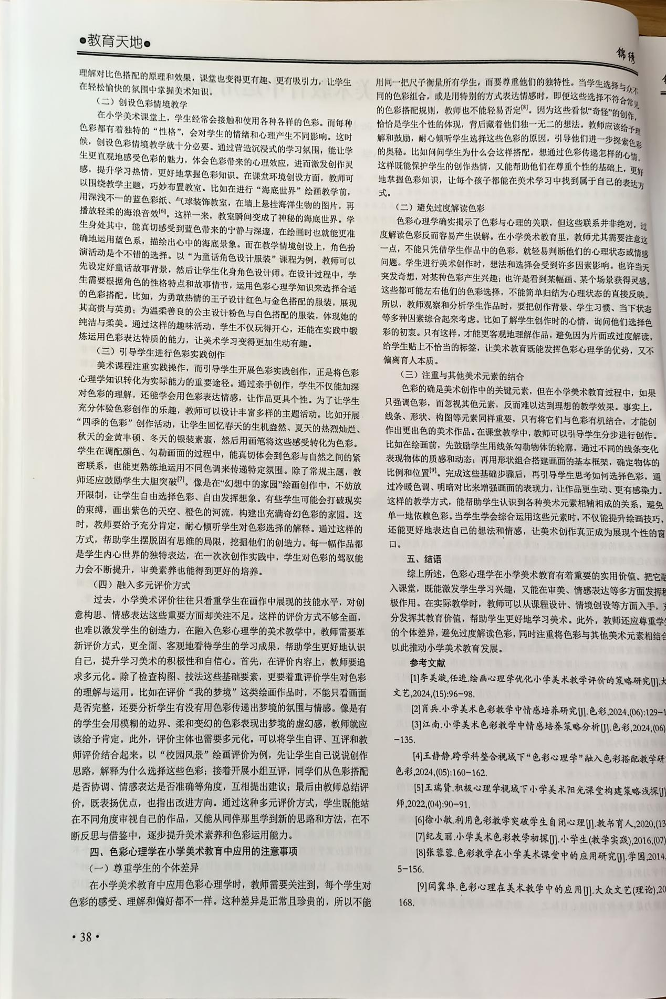 ●教育天地●
锦绣
理解对比色搭配的原理和效果，课堂也变得更有趣、更有吸引力，让学生
在轻松愉快的氛围中掌握美术知识。
（二）创设色彩情境教学
在小学美术课堂上，学生经常会接触和使用各种各样的色彩。而每种
色彩都有着独特的“性格”，会对学生的情绪和心理产生不同影响。这时
候，创设色彩情境教学就十分必要。通过营造沉浸式的学习氛围，能让学
生更直观地感受色彩的魅力，体会色彩带来的心理效应，进而激发创作灵
感，提升学习热情，更好地掌握色彩知识。在课堂环境创设方面，教师可
以围绕教学主题，巧妙布置教室。比如在进行“海底世界”绘画教学前，
用深浅不一的蓝色彩纸、气球装饰教室，在墙上悬挂海洋生物的图片，再
播放轻柔的海浪音效[6]。这样一来，教室瞬间变成了神秘的海底世界。学
生身处其中，能真切感受到蓝色带来的宁静与深邃，在绘画时也就能更准
确地运用蓝色系，描绘出心中的海底景象。而在教学情境创设上，角色扮
演活动是个不错的选择。以“为童话角色设计服装”课程为例，教师可以
先设定好童话故事背景，然后让学生化身角色设计师。在设计过程中，学
生需要根据角色的性格特点和故事情节，运用色彩心理学知识来选择合适
的色彩搭配。比如，为勇敢热情的王子设计红色与金色搭配的服装，展现
其高贵与英勇；为温柔善良的公主设计粉色与白色搭配的服装，体现她的
纯洁与柔美。通过这样的趣味活动，学生不仅玩得开心，还能在实践中锻
炼运用色彩表达特质的能力，让美术学习变得更加生动有趣。
（三）引导学生进行色彩实践创作
美术课程注重实践操作，而引导学生开展色彩实践创作，正是将色彩
心理学知识转化为实际能力的重要途径。通过亲手创作，学生不仅能加深
对色彩的理解，还能学会用色彩表达情感，让作品更具个性。为了让学生
充分体验色彩创作的乐趣，教师可以设计丰富多样的主题活动。比如开展
“四季的色彩”创作活动，让学生回忆春天的生机盎然、夏天的热烈灿烂、
秋天的金黄丰硕、冬天的银装素裹，然后用画笔将这些感受转化为色彩。
学生在调配颜色、勾勒画面的过程中，能真切体会到色彩与自然之间的紧
密联系，也能更熟练地运用不同色调来传递特定氛围。除了常规主题，教
师还应鼓励学生大胆突破[7]。像是在“幻想中的家园”绘画创作中，不妨放
开限制，让学生自由选择色彩、自由发挥想象。有些学生可能会打破现实
的束缚，画出紫色的天空、橙色的河流，构建出充满奇幻色彩的家园。这
时，教师要给予充分肯定，耐心倾听学生对色彩选择的解释。通过这样的
方式，帮助学生摆脱固有思维的局限，挖掘他们的创造力。每一幅作品都
是学生内心世界的独特表达，在一次次创作实践中，学生对色彩的驾驭能
力会不断提升，审美素养也能得到更好的培养。
（四）融入多元评价方式
过去，小学美术评价往往只看重学生在画作中展现的技能水平，对创
意构思、情感表达这些重要方面却关注不足。这样的评价方式不够全面，
也难以激发学生的创造力，在融入色彩心理学的美术教学中，教师需要革
新评价方式，更全面、客观地看待学生的学习成果，帮助学生更好地认识
自己，提升学习美术的积极性和自信心。首先，在评价内容上，教师要追
求多元化。除了检查构图、技法这些基础要素，更要着重评价学生对色彩
的理解与运用。比如在评价“我的梦境”这类绘画作品时，不能只看画面
是否完整，还要分析学生有没有用色彩传递出梦境的氛围与情感。像是有
的学生会用模糊的边界、柔和变幻的色彩表现出梦境的虚幻感，教师就应
该给予肯定。此外，评价主体也需要多元化。可以将学生自评、互评和教
师评价结合起来。以“校园风景”绘画评价为例，先让学生自己说说创作
思路，解释为什么选择这些色彩；接着开展小组互评，同学们从色彩搭配
是否协调、情感表达是否准确等角度，互相提出建议；最后由教师总结评
价，既表扬优点，也指出改进方向。通过这种多元评价方式，学生既能站
在不同角度审视自己的作品，又能从同伴那里学到新的思路和方法，在不
断反思与借鉴中，逐步提升美术素养和色彩运用能力。
四、色彩心理学在小学美术教育中应用的注意事项
（一）尊重学生的个体差异
在小学美术教育中应用色彩心理学时，教师需要关注到，每个学生对
色彩的感受、理解和偏好都不一样。这种差异是正常且珍贵的，所以不能
用同一把尺子衡量所有学生，而要尊重他们的独特性。当学生选择与众不
同的色彩组合，或是用特别的方式表达情感时，即便这些选择不符合常见
的色彩搭配规则，教师也不能轻易否定[8]。因为这些看似“奇怪”的创作，
恰恰是学生个性的体现，背后藏着他们独一无二的想法。教师应该给予理
解和鼓励，耐心倾听学生选择这些色彩的原因，引导他们进一步探索色彩
的奥秘。比如问问学生为什么会这样搭配，想通过色彩传递怎样的心情。
这样既能保护学生的创作热情，又能帮助他们在尊重个性的基础上，更好
地掌握色彩知识，让每个孩子都能在美术学习中找到属于自己的表达方
式。
（二）避免过度解读色彩
色彩心理学确实揭示了色彩与心理的关联，但这些联系并非绝对，过
度解读色彩反而容易产生误解。在小学美术教育里，教师尤其需要注意这
一点，不能只凭借学生作品中的色彩，就轻易判断他们的心理状态或情感
问题。学生进行美术创作时，想法和选择会受到许多因素影响。也许当天
突发奇想，对某种色彩产生兴趣；也许是看到某幅画、某个场景获得灵感，
这些都可能左右他们的色彩选择，不能简单归结为心理状态的直接反映。
所以，教师观察和分析学生作品时，要把创作背景、学生习惯、当下状态
等多种因素综合起来考虑。比如了解学生创作时的心情，询问他们选择色
彩的初衷。只有这样，才能更客观地理解作品，避免因为片面或过度解读，
给学生贴上不恰当的标签，让美术教育既能发挥色彩心理学的优势，又不
偏离育人本质。
（三）注重与其他美术元素的结合
色彩的确是美术创作中的关键元素，但在小学美术教育过程中，如果
只强调色彩，而忽视其他元素，反而难以达到理想的教学效果。事实上，
线条、形状、构图等元素同样重要，只有将它们与色彩有机结合，才能创
作出更出色的美术作品。在课堂教学中，教师可以引导学生分步进行创作。
比如在绘画前，先鼓励学生用线条勾勒物体的轮廓，通过不同的线条变化
表现物体的质感和动态；再用形状组合搭建画面的基本框架，确定物体的
比例和位置[9]。完成这些基础步骤后，再引导学生思考如何选择色彩，通
过冷暖色调、明暗对比来增强画面的表现力，让作品更生动、更有感染力。
这样的教学方式，能帮助学生认识到各种美术元素相辅相成的关系，避免
单一地依赖色彩。当学生学会综合运用这些元素时，不仅能提升绘画技巧，
还能更好地表达自己的想法和情感，让美术创作真正成为展现个性的窗
口。
五、结语
综上所述，色彩心理学在小学美术教育有着重要的实用价值。把它融
入课堂，既能激发学生学习兴趣，又能在审美、情感表达等多方面发挥积
极作用。在实际教学时，教师可以从课程设计、情境创设等方面入手，充
分发挥其教育价值，帮助学生更好地学习美术。此外，教师还应尊重学生
的个体差异，避免过度解读色彩，同时注重将色彩与其他美术元素相结合
以此推动小学美术教育发展。
参考文献
[1]李美漩,任进.绘画心理学优化小学美术教学评价的策略研究[J].大
文艺,2024,(15):96-98.
[2]肖兵.小学美术色彩教学中情感培养研究[J].色彩,2024,(06):129-1
[3]江南.小学美术色彩教学中情感培养策略分析[J].色彩,2024,(06)
-135.
[4]王静静.跨学科整合视域下“色彩心理学”融入色彩搭配教学研
色彩,2024,(05):160-162.
[5]王瑞贤.积极心理学视域下小学美术阳光课堂构建策略浅探[J]
师,2022,(04):90-91.
[6]徐小敏.利用色彩教学突破学生自闭心理[J].教书育人,2020,(13
[7]纪友丽.小学美术色彩教学初探[J].小学生(教学实践),2016,(07)
[8]张蓉蓉.色彩教学在小学美术课堂中的应用研究[J].学园,2014,
5-156.
[9]闫冀华.色彩心理在美术教学中的应用[J].大众文艺(理论),20
168.
·38·